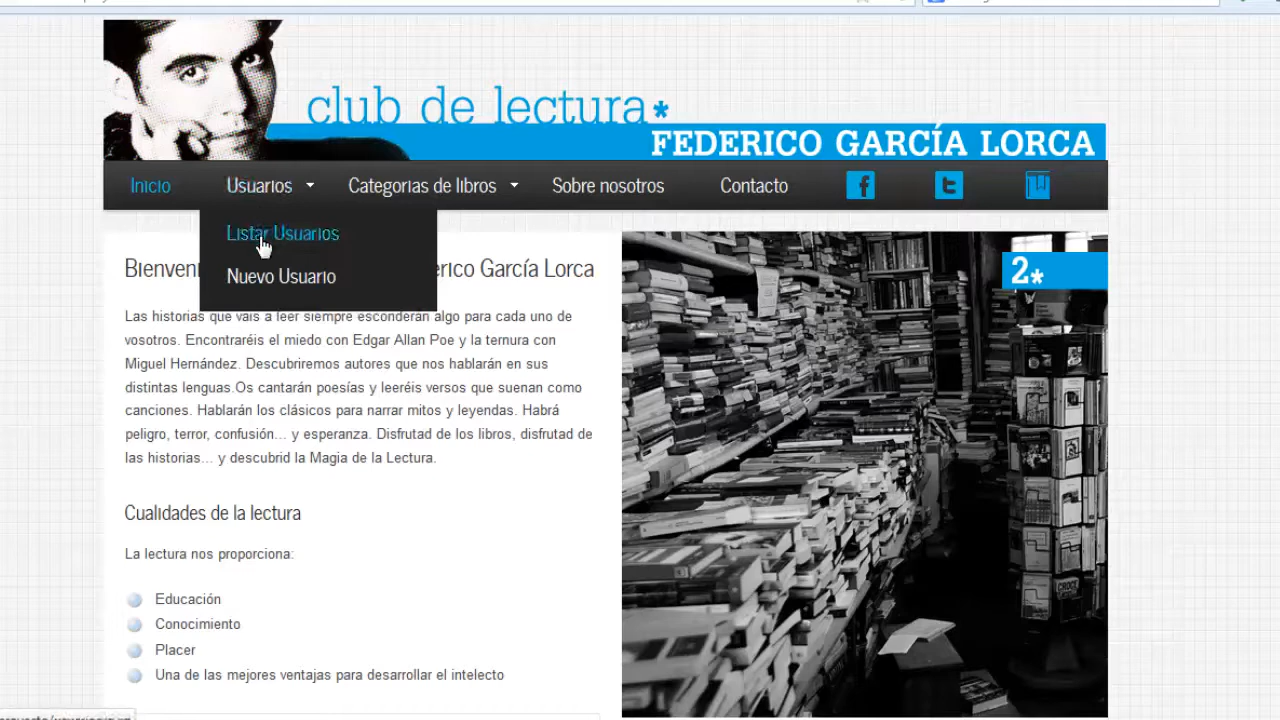 club de lectura*
FEDERICO GARCÍA LORCA
Inicio Usuarios Categorias de libros Sobre nosotros Contacto
Listar Usuarios
Nuevo Usuario
2*
erico García Lorca
Las historias que vais a leer siempre esconderán algo para cada uno de
vosotros. Encontraréis el miedo con Edgar Allan Poe y la ternura con
Miguel Hernández. Descubriremos autores que nos hablarán en sus
distintas lenguas.Os cantarán poesías y leeréis versos que suenan como
canciones. Hablarán los clásicos para narrar mitos y leyendas. Habrá
peligro, terror, confusión... y esperanza. Disfrutad de los libros, disfrutad de
las historias... y descubrid la Magia de la Lectura.
Cualidades de la lectura
La lectura nos proporciona:
Educación
Conocimiento
Placer
Una de las mejores ventajas para desarrollar el intelecto